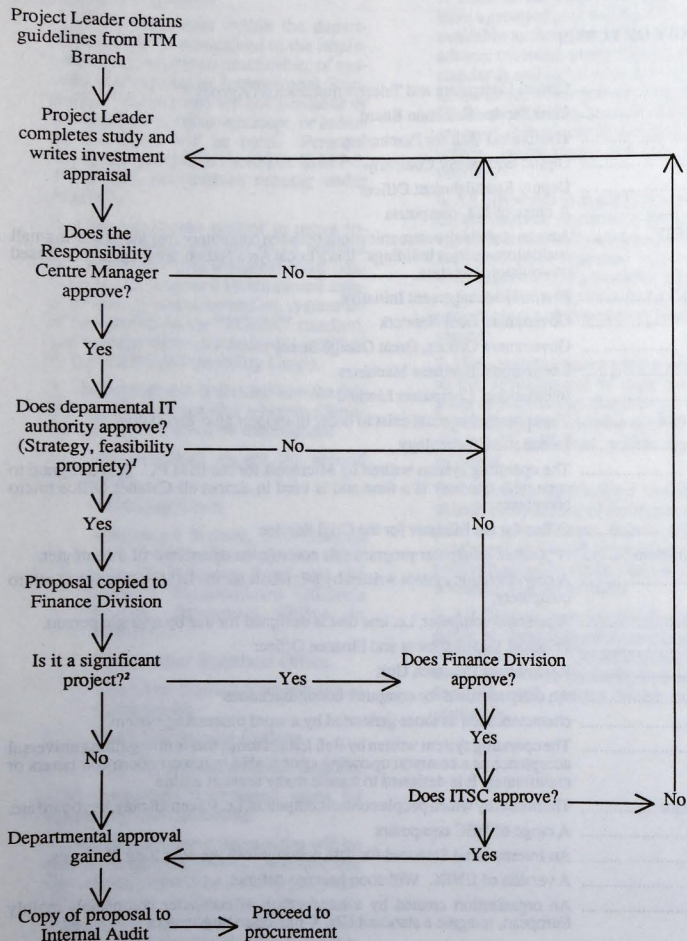 Project Leader obtains
guidelines from ITM
Branch
Project Leader
completes study and
writes investment
appraisal
Does the
Responsibility
Centre Manager
approve?
No
Yes
Does deparmental IT
authority approve?
(Strategy, feasibility
propriety)¹
No
Yes
No
Proposal copied to
Finance Division
Is it a significant
project?²
Yes
Does Finance Division
approve?
Yes
No
Does ITSC approve?
No
Departmental approval
gained
Yes
Copy of proposal to
Internal Audit
Proceed to
procurement